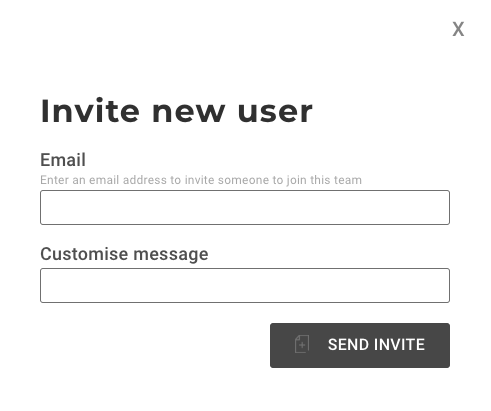 X
Invite new user
Email
Enter an email address to invite someone to join this team
Customise message
SEND INVITE